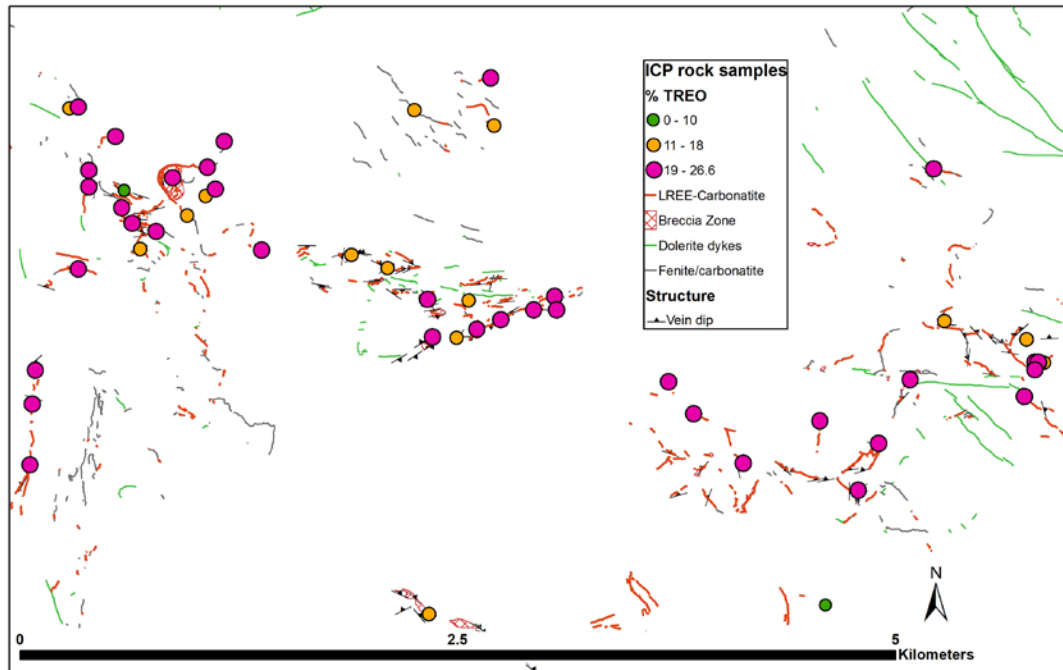 ICP rock samples
% TREO
0 - 10
11 - 18
19 - 26.6
LREE-Carbonatite
Breccia Zone
Dolerite dykes
Fenite/carbonatite
Structure
Vein dip
N
0 2.5 5
Kilometers